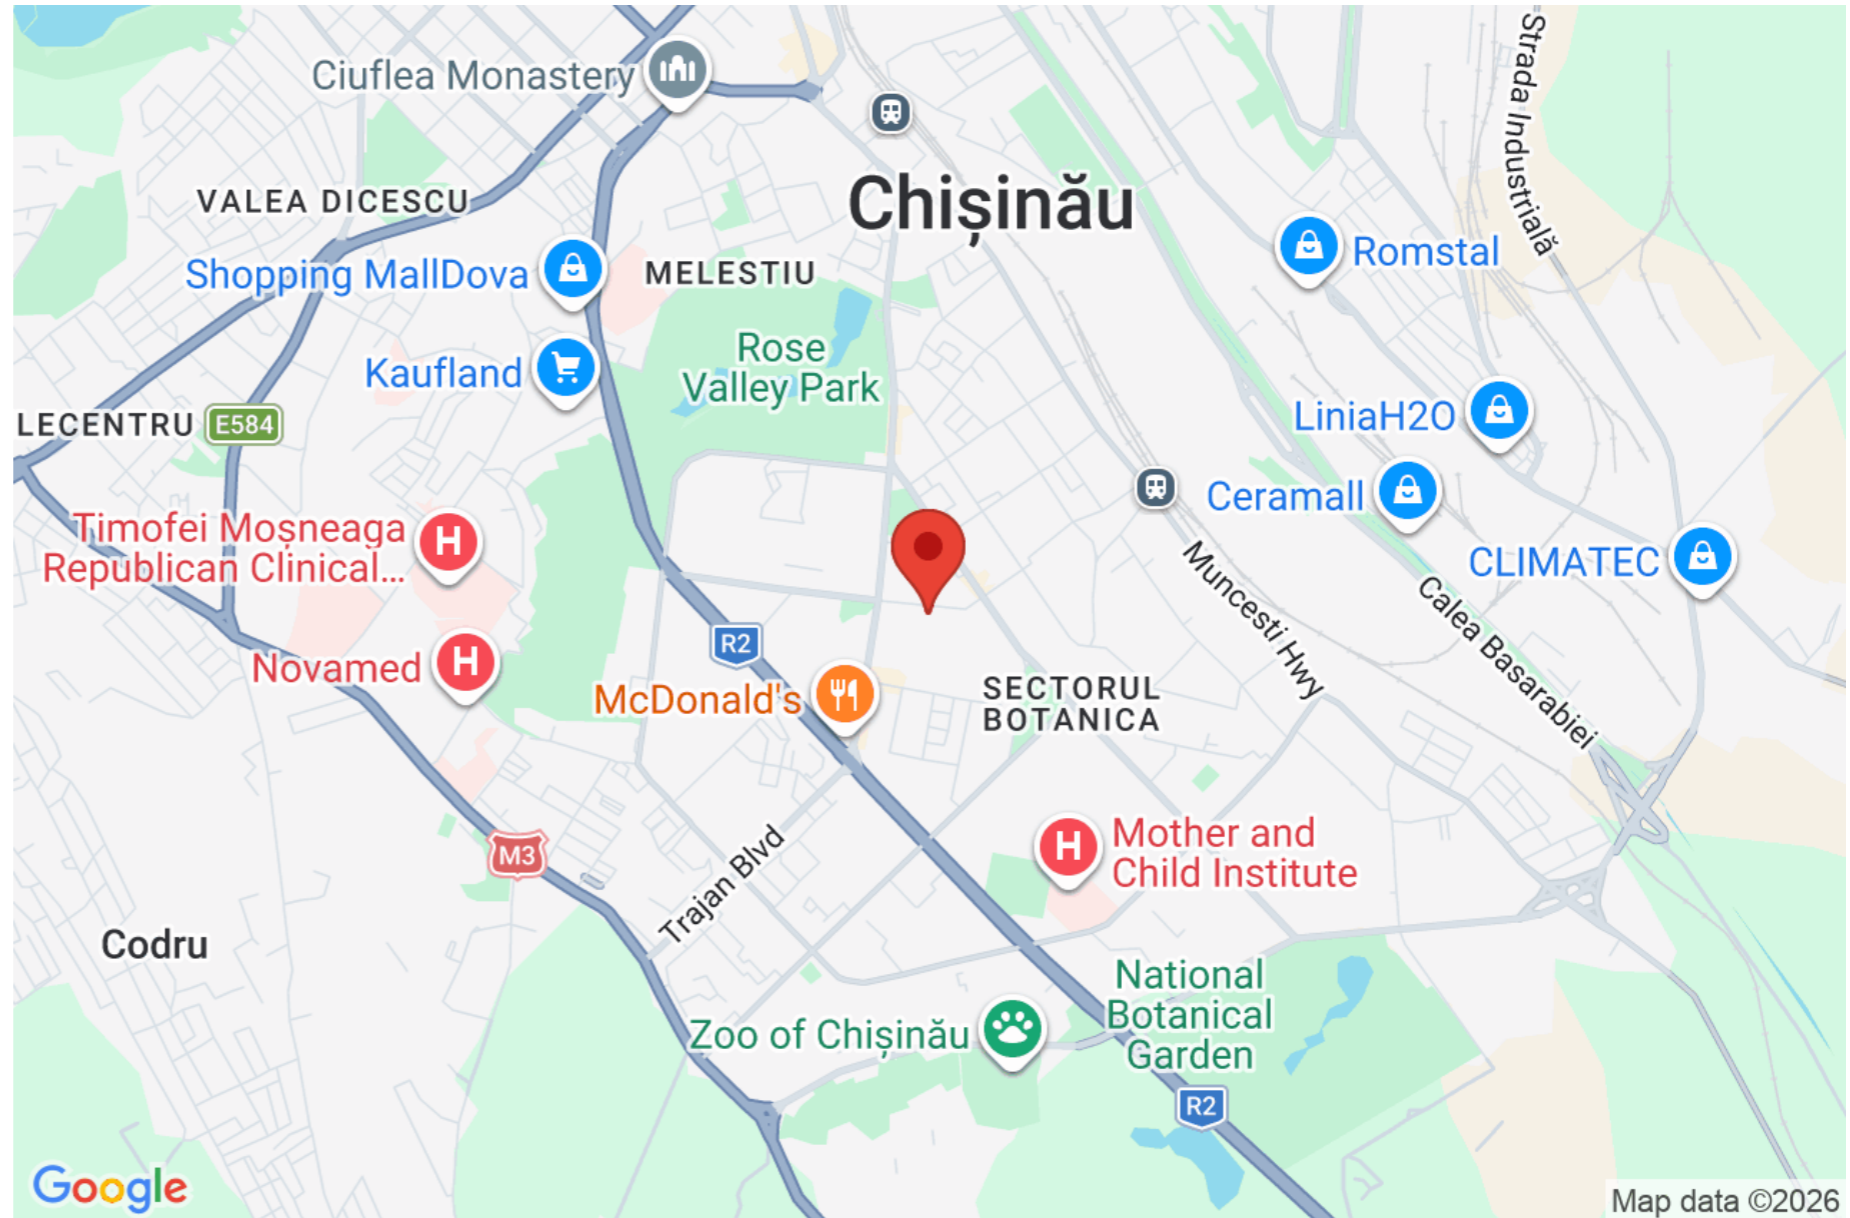 Ciuflea Monastery
Strada Industrială
VALEA DICESCU
Chișinău
Shopping MallDova
MELESTIU
Romstal
Rose
Valley Park
Kaufland
LECENTRU
E584
LiniaH2O
Ceramall
Timofei Moșneaga
Republican Clinical...
CLIMATEC
Muncesti Hwy
Calea Basarabiei
R2
Novamed
McDonald's
SECTORUL
BOTANICA
M3
Trajan Blvd
Mother and
Child Institute
Codru
National
Botanical
Garden
Zoo of Chișinău
R2
Google
Map data ©2026